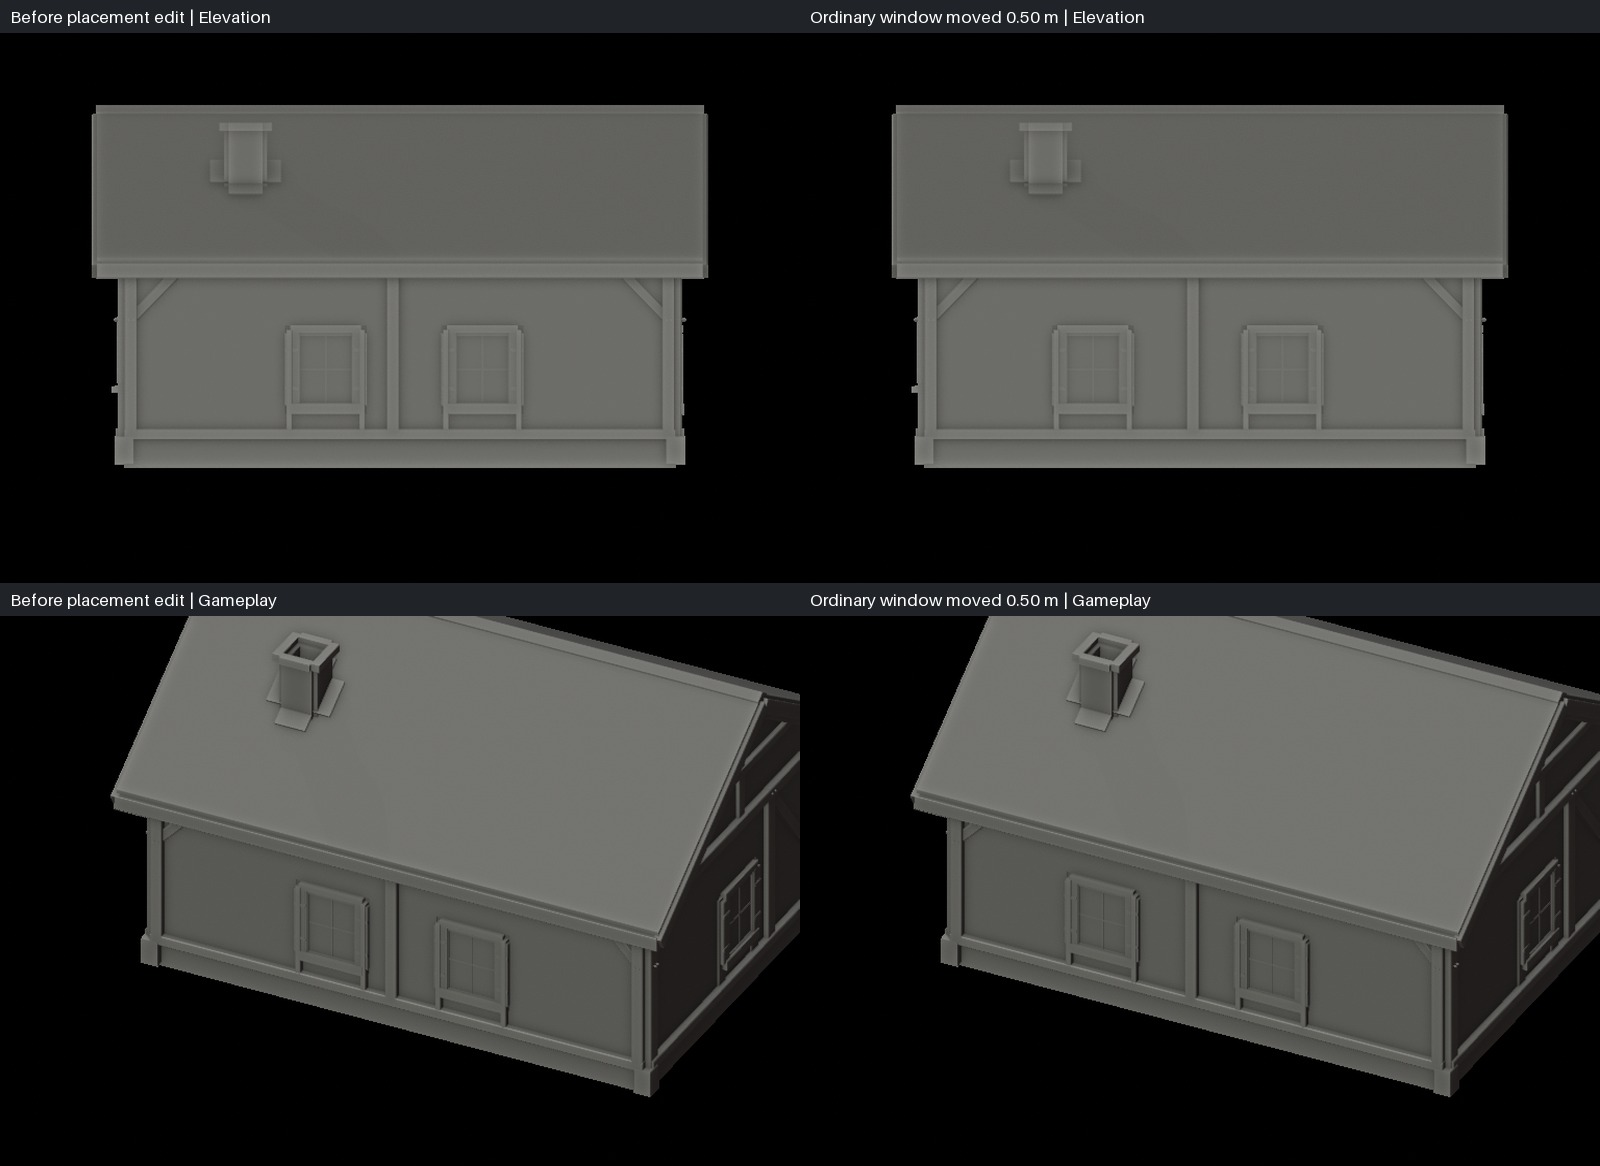 Before placement edit | Elevation
Ordinary window moved 0.50 m | Elevation
Before placement edit | Gameplay
Ordinary window moved 0.50 m | Gameplay